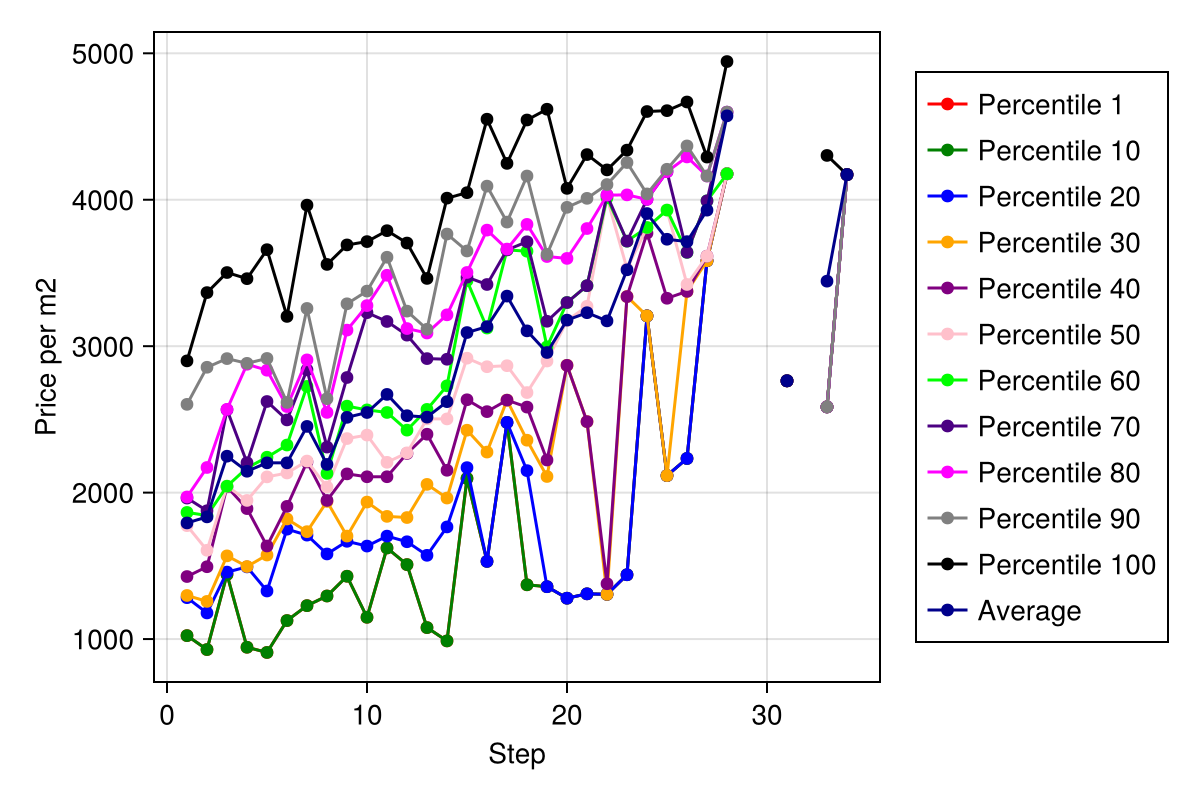 5000
4000
3000
2000
1000
Price per m2
0 10 20 30
Step
Percentile 1
Percentile 10
Percentile 20
Percentile 30
Percentile 40
Percentile 50
Percentile 60
Percentile 70
Percentile 80
Percentile 90
Percentile 100
Average